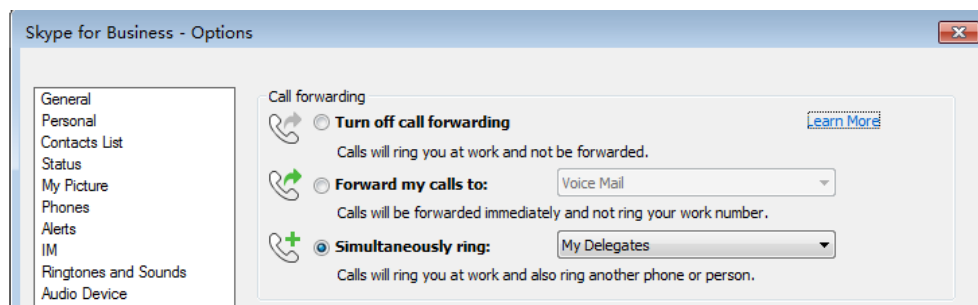 Skype for Business - Options
General
Personal
Contacts List
Status
My Picture
Phones
Alerts
IM
Ringtones and Sounds
Audio Device
Call forwarding
Turn off call forwarding
Learn More
Calls will ring you at work and not be forwarded.
Forward my calls to:
Voice Mail
Calls will be forwarded immediately and not ring your work number.
Simultaneously ring:
My Delegates
Calls will ring you at work and also ring another phone or person.